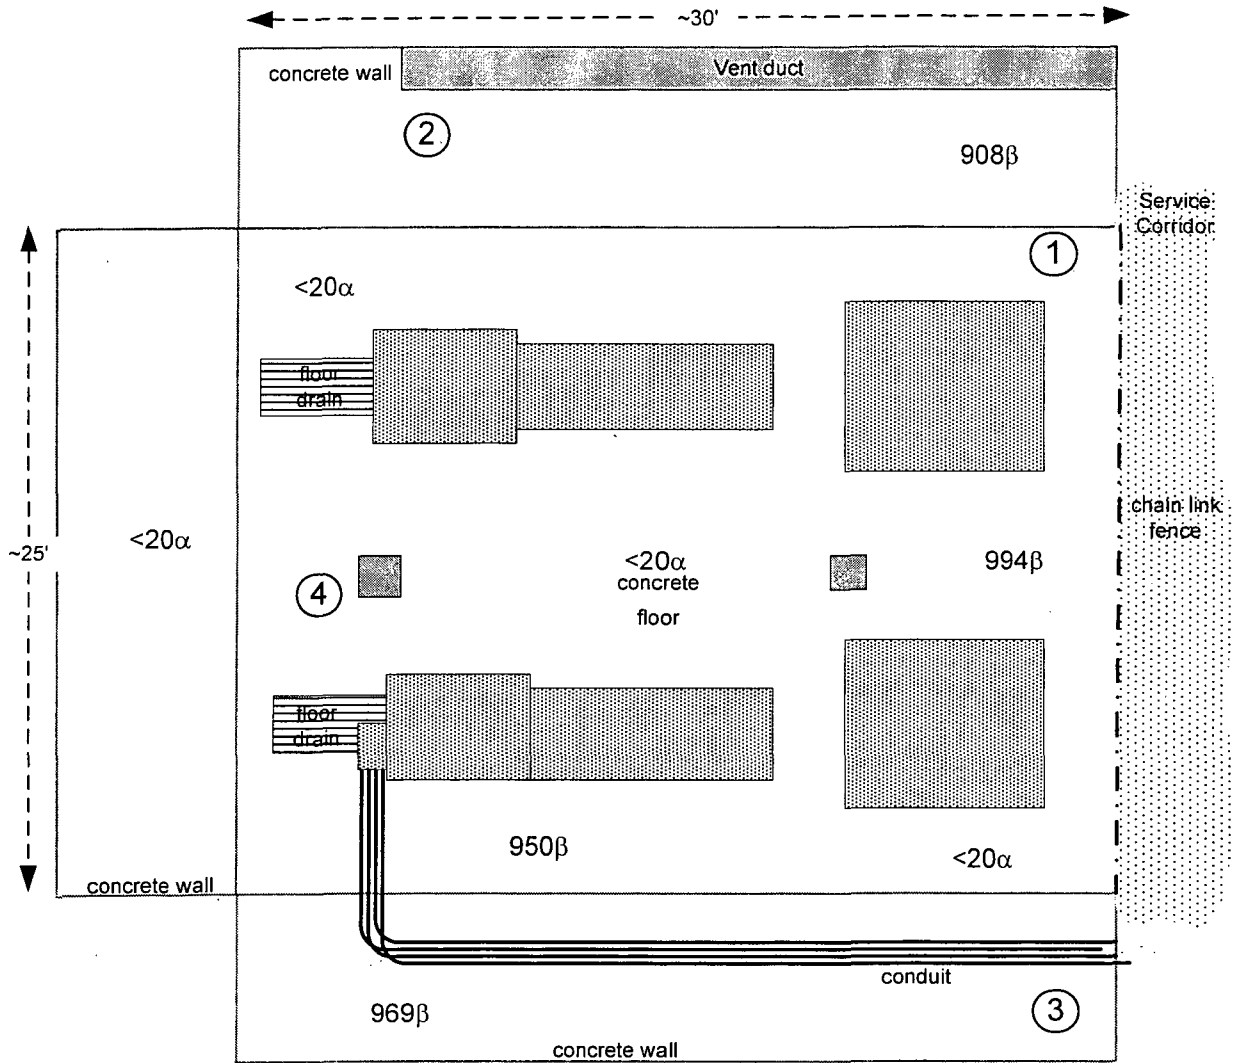 ~30'
concrete wall
Vent duct
2
908β
Service
Corridor
1
<20α
floor
drain
~25'
<20α
<20α
concrete
floor
994β
chain link
fence
4
floor
drain
950β
<20α
concrete wall
conduit
969β
3
concrete wall